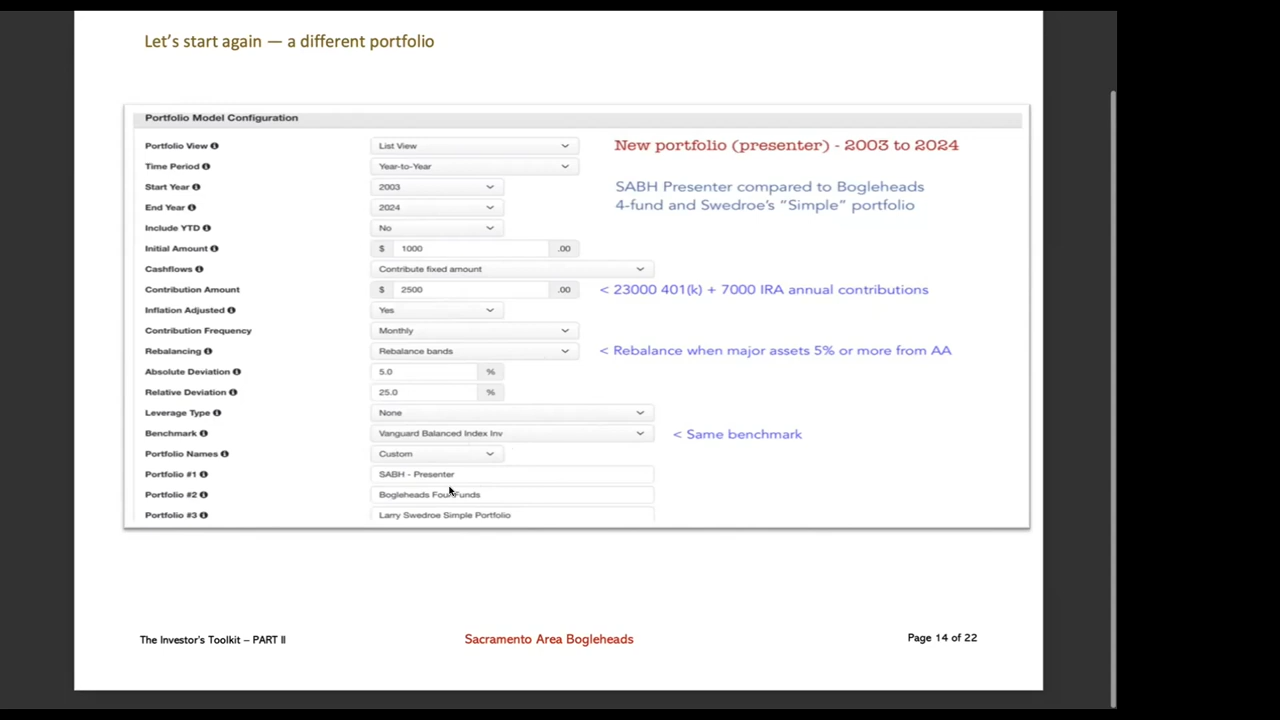 Let's start again — a different portfolio
Portfolio Model Configuration
Portfolio View List View New portfolio (presenter) - 2003 to 2024
Time Period Year-to-Year
Start Year 2003 SABH Presenter compared to Bogleheads
End Year 2024 4-fund and Swedroe's "Simple" portfolio
Include YTD No
Initial Amount $ 1000 .00
Cashflows Contribute fixed amount
Contribution Amount $ 2500 .00 < 23000 401(k) + 7000 IRA annual contributions
Inflation Adjusted Yes
Contribution Frequency Monthly
Rebalancing Rebalance bands < Rebalance when major assets 5% or more from AA
Absolute Deviation 5.0 %
Relative Deviation 25.0 %
Leverage Type None
Benchmark Vanguard Balanced Index Inv < Same benchmark
Portfolio Names Custom
Portfolio #1 SABH - Presenter
Portfolio #2 Bogleheads Four Funds
Portfolio #3 Larry Swedroe Simple Portfolio
The Investor's Toolkit – PART II Sacramento Area Bogleheads Page 14 of 22